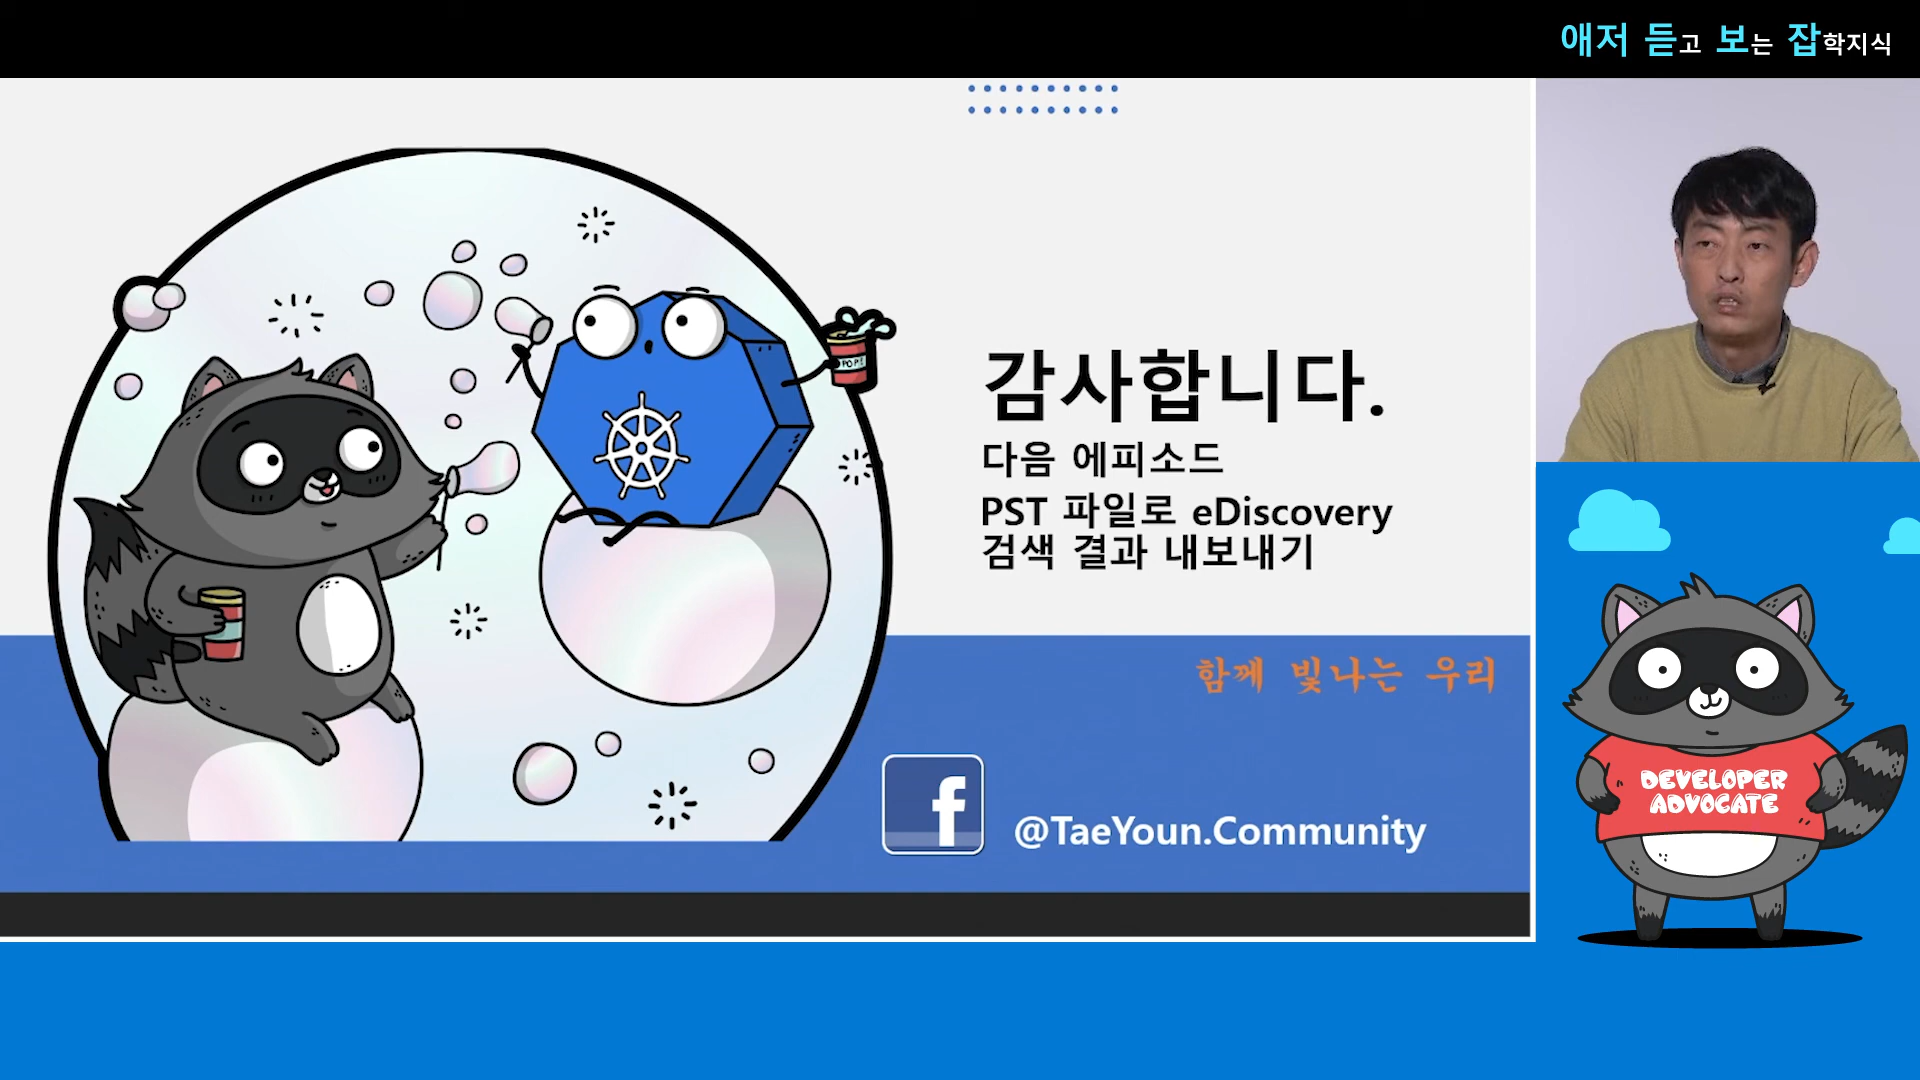 애저 듣고 보는 잡학지식
POP!
감사합니다.
다음 에피소드
PST 파일로 eDiscovery
검색 결과 내보내기
함께 빛나는 우리
f
@TaeYoun.Community
DEVELOPER
ADVOCATE